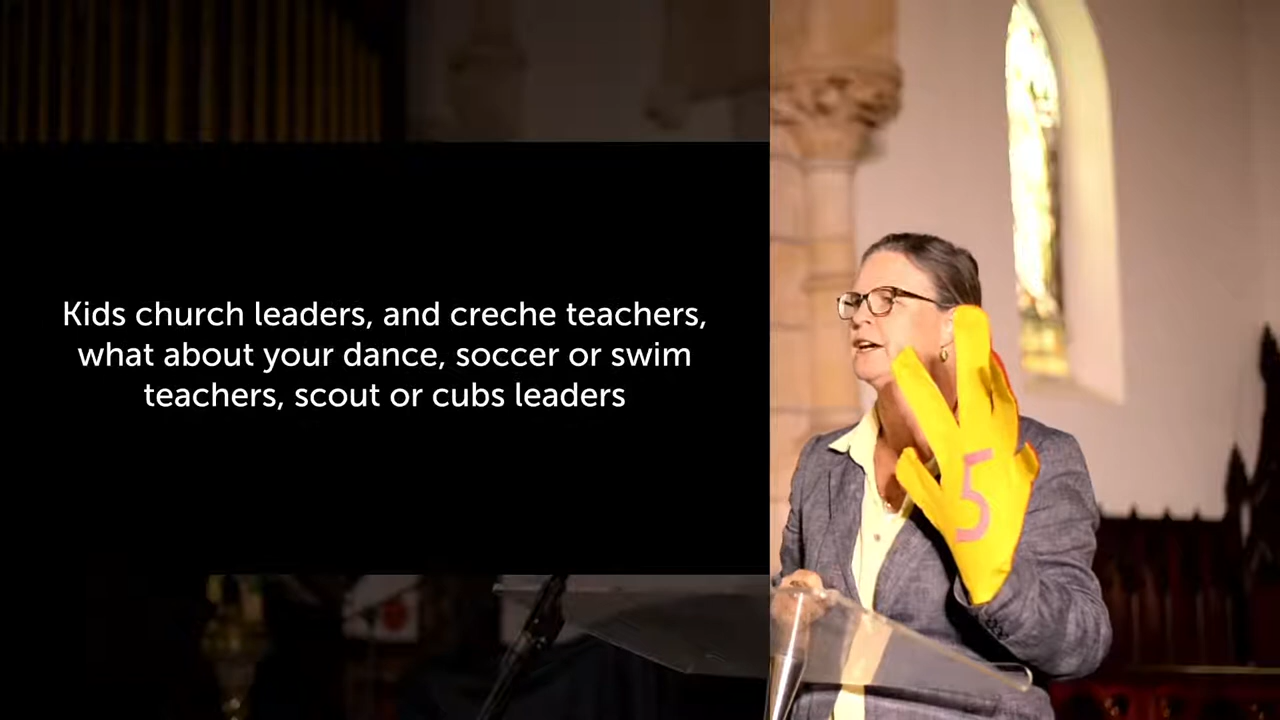 Kids church leaders, and creche teachers,
what about your dance, soccer or swim
teachers, scout or cubs leaders
5